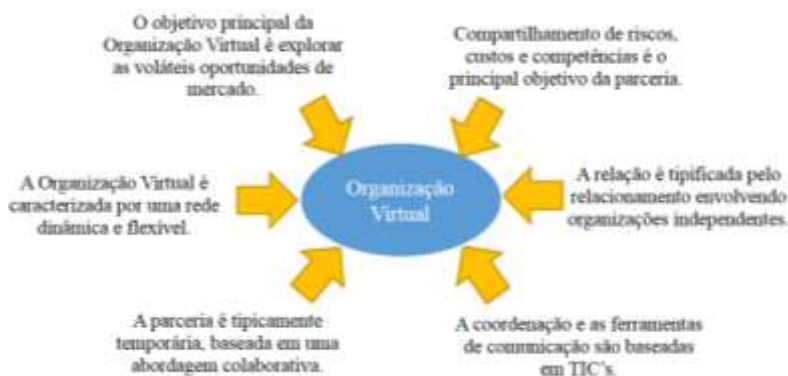 O objetivo principal da
Organização Virtual é explorar
as voláteis oportunidades de
mercado.
Compartilhamento de riscos,
custos e competências é o
principal objetivo da parceria.
A Organização Virtual é
caracterizada por uma rede
dinâmica e flexível.
Organização
Virtual
A relação é tipificada pelo
relacionamento envolvendo
organizações independentes.
A parceria é tipicamente
temporária, baseada em uma
abordagem colaborativa.
A coordenação e as ferramentas
de comunicação são baseadas
em TIC's.